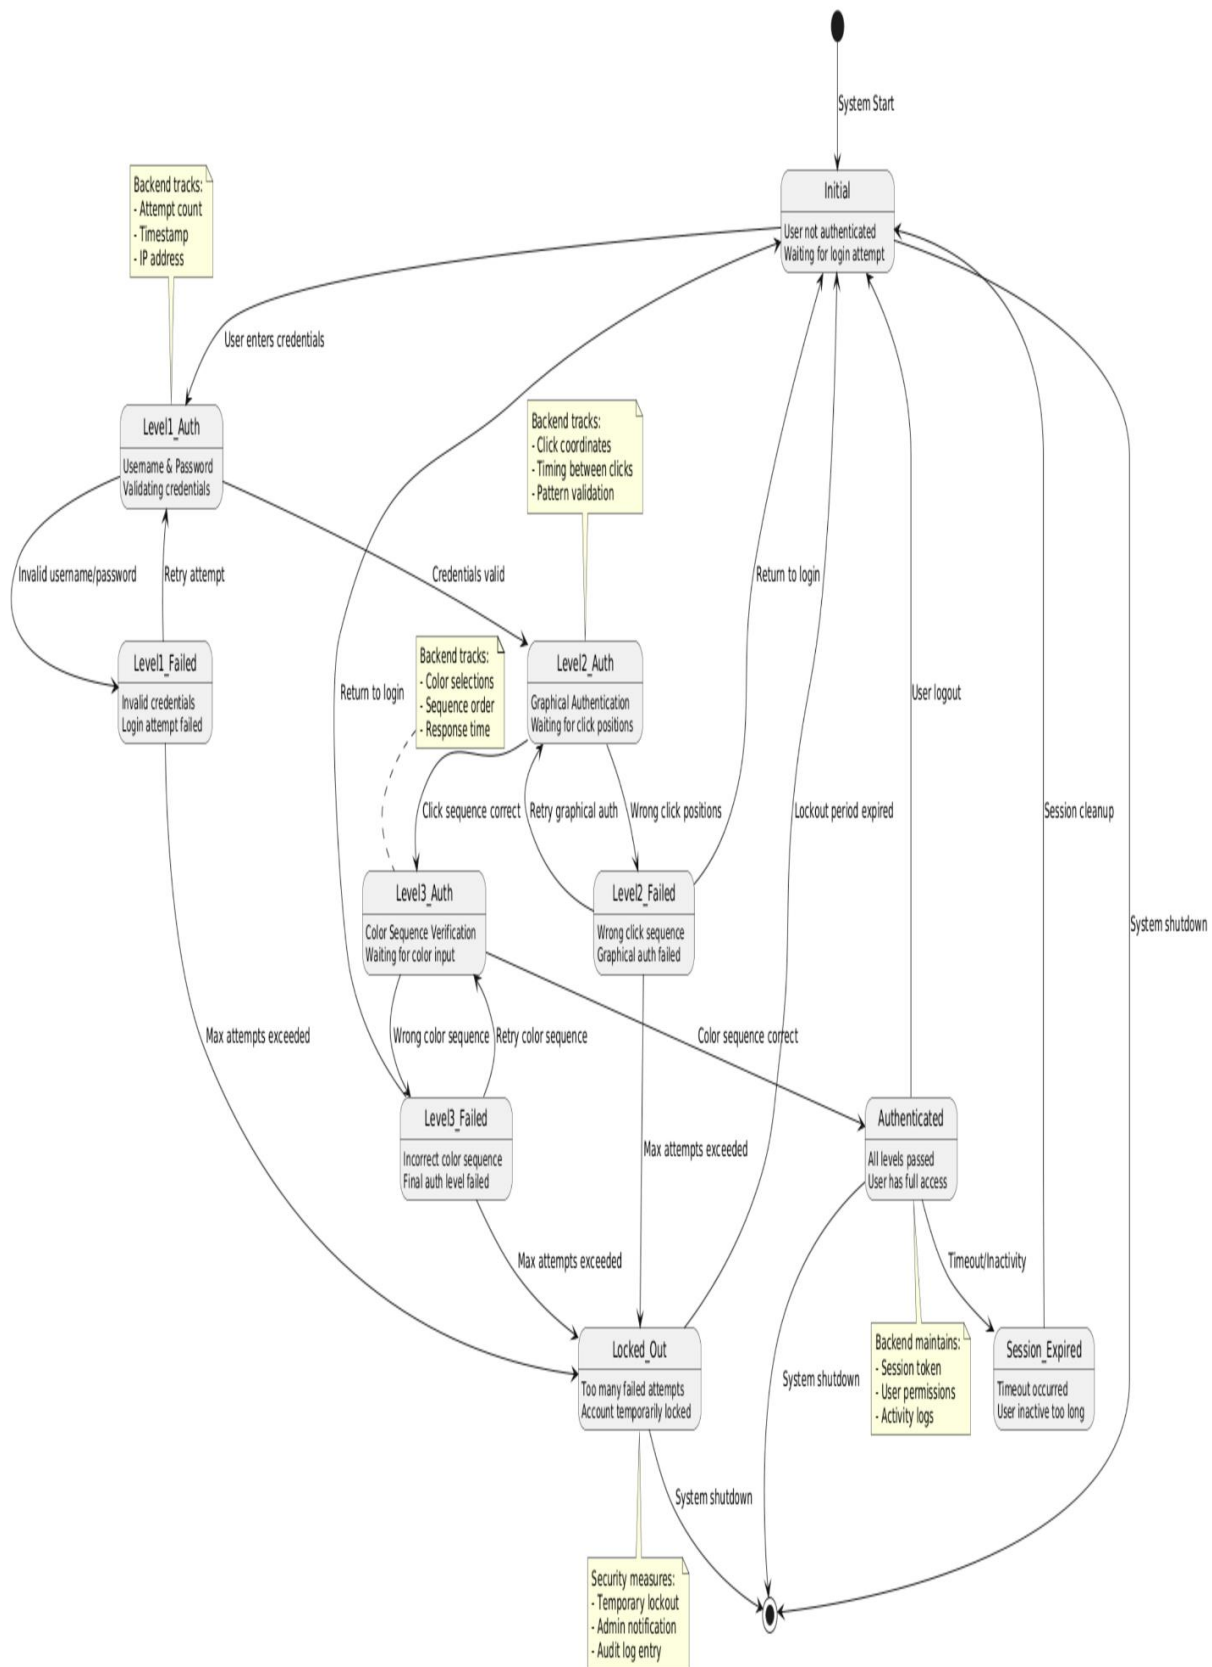 System Start
Initial
User not authenticated
Waiting for login attempt
Backend tracks:
- Attempt count
- Timestamp
- IP address
User enters credentials
Level1_Auth
Username & Password
Validating credentials
Backend tracks:
- Click coordinates
- Timing between clicks
- Pattern validation
Invalid username/password
Retry attempt
Credentials valid
Return to login
Level1_Failed
Invalid credentials
Login attempt failed
Backend tracks:
- Color selections
- Sequence order
- Response time
Level2_Auth
Graphical Authentication
Waiting for click positions
Return to login
User logout
Click sequence correct
Retry graphical auth
Wrong click positions
Lockout period expired
Session cleanup
System shutdown
Level3_Auth
Color Sequence Verification
Waiting for color input
Level2_Failed
Wrong click sequence
Graphical auth failed
Max attempts exceeded
Wrong color sequence
Retry color sequence
Color sequence correct
Level3_Failed
Incorrect color sequence
Final auth level failed
Max attempts exceeded
Authenticated
All levels passed
User has full access
Max attempts exceeded
Timeout/Inactivity
Locked_Out
Too many failed attempts
Account temporarily locked
System shutdown
Backend maintains:
- Session token
- User permissions
- Activity logs
Session_Expired
Timeout occurred
User inactive too long
System shutdown
Security measures:
- Temporary lockout
- Admin notification
- Audit log entry